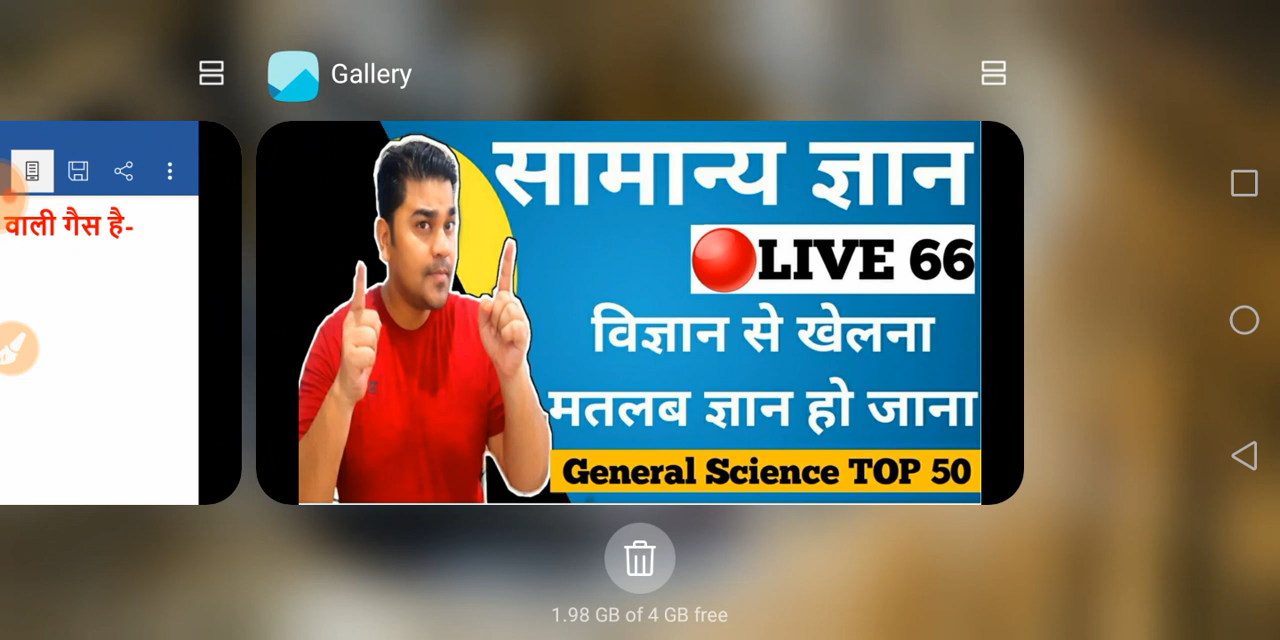 Gallery
वाली गैस है-
सामान्य ज्ञान
LIVE 66
विज्ञान से खेलना
मतलब ज्ञान हो जाना
General Science TOP 50
1.98 GB of 4 GB free